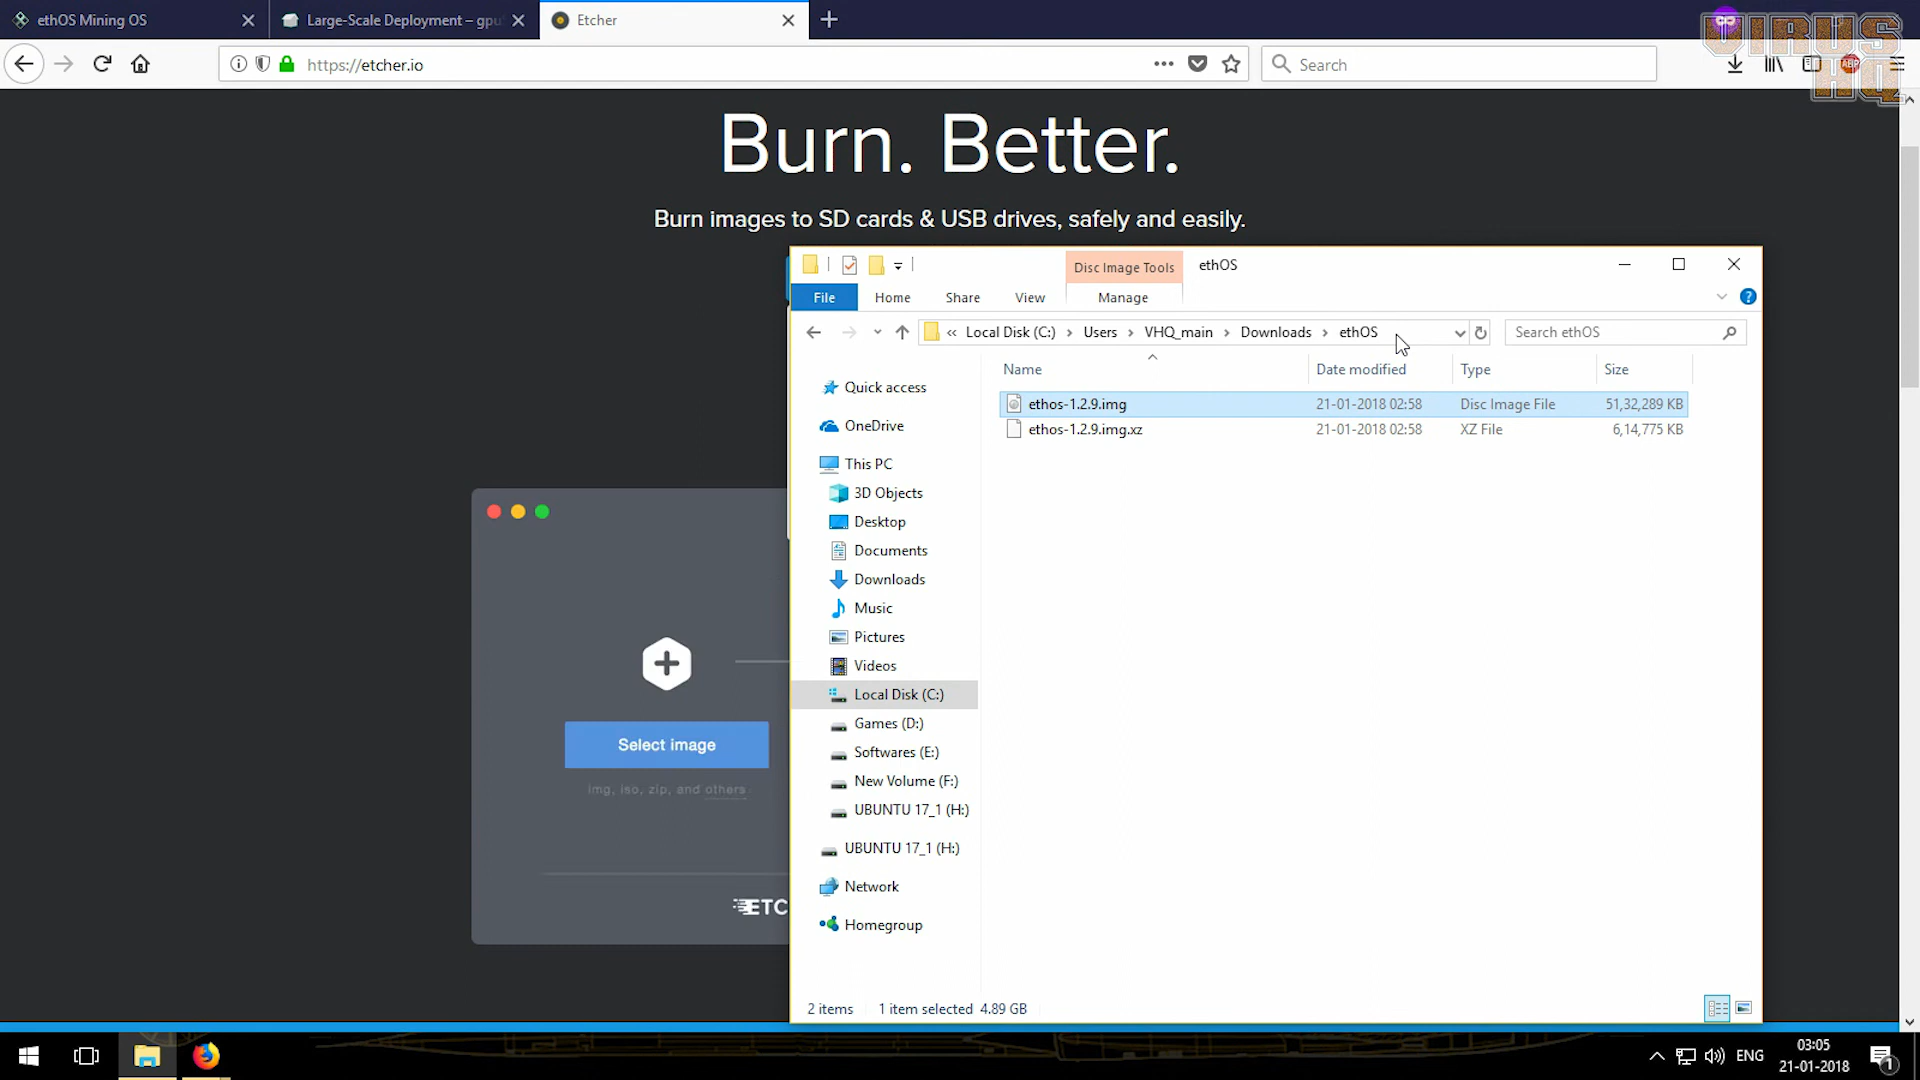 ethOS Mining OS
Large-Scale Deployment – gpuS
Etcher
VIRUS
HQ
https://etcher.io
Search
ABP
Burn. Better.
Burn images to SD cards & USB drives, safely and easily.
Disc Image Tools
ethOS
File
Home
Share
View
Manage
« Local Disk (C:) › Users › VHQ_main › Downloads › ethOS
Search ethOS
Name
Date modified
Type
Size
ethos-1.2.9.img
21-01-2018 02:58
Disc Image File
51,32,289 KB
ethos-1.2.9.img.xz
21-01-2018 02:58
XZ File
6,14,775 KB
Quick access
OneDrive
This PC
3D Objects
Desktop
Documents
Downloads
Music
Pictures
Videos
Local Disk (C:)
Games (D:)
Softwares (E:)
New Volume (F:)
UBUNTU 17_1 (H:)
UBUNTU 17_1 (H:)
Network
Homegroup
2 items
1 item selected 4.89 GB
Select image
img, iso, zip, and others
ETC
ENG
03:05
21-01-2018
1